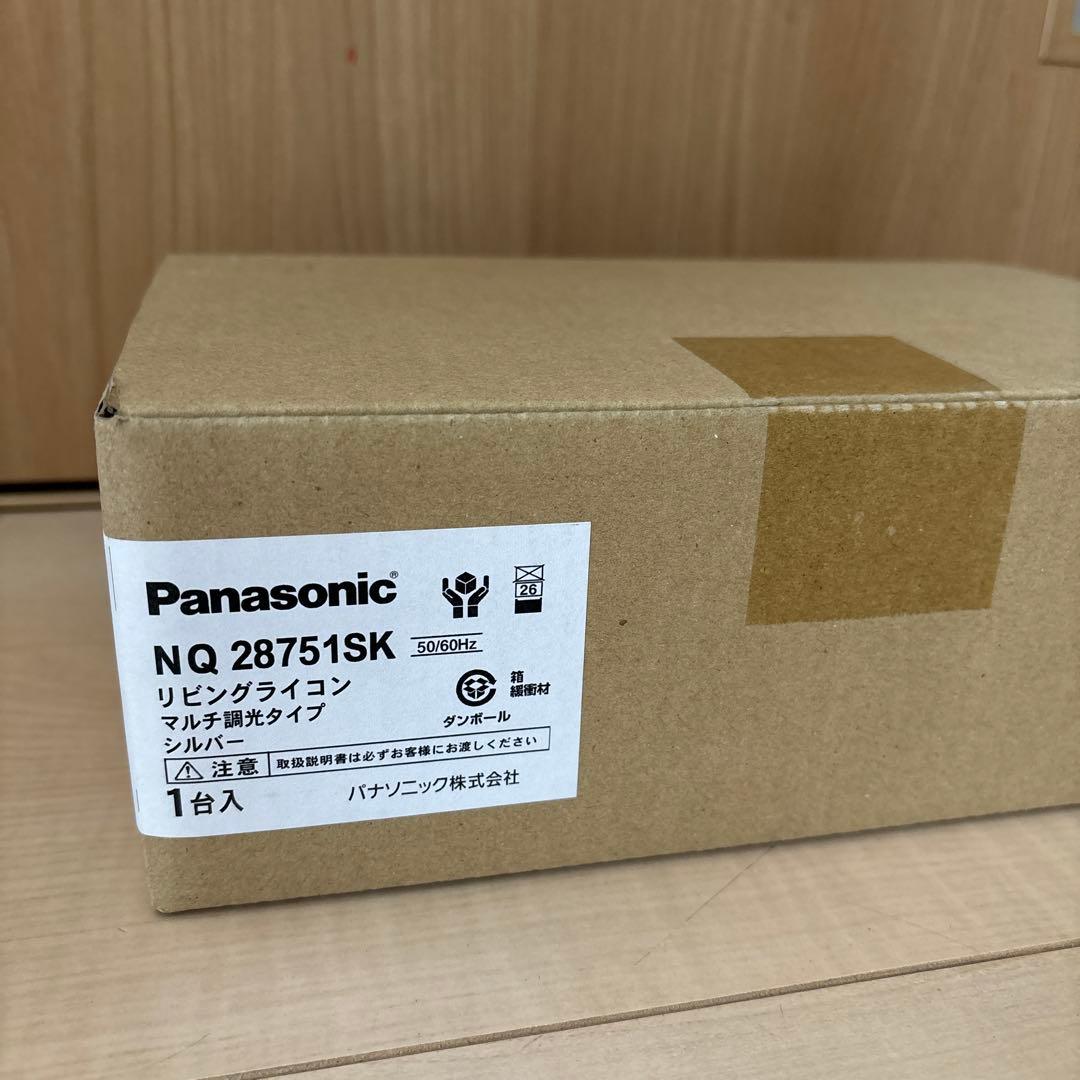 Panasonic®
26
NQ 28751SK 50/60Hz
リビングライコン
マルチ調光タイプ
シルバー
箱
緩衝材
ダンボール
注意 取扱説明書は必ずお客様にお渡しください
1台入
パナソニック株式会社